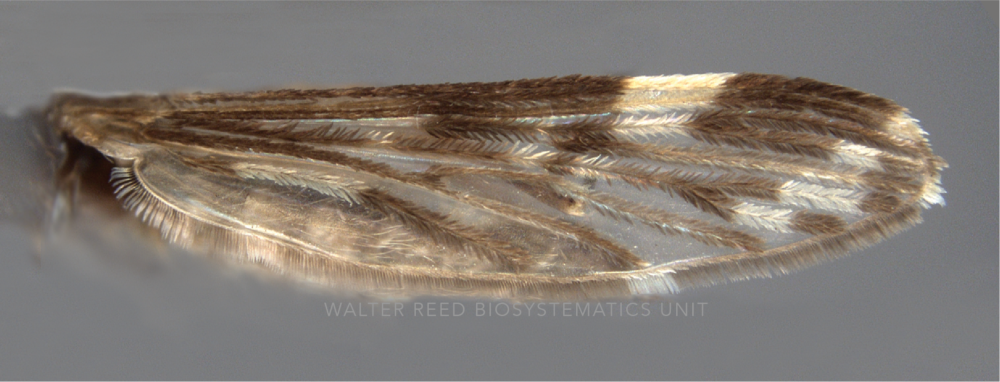 WALTER REED BIOSYSTEMATICS UNIT